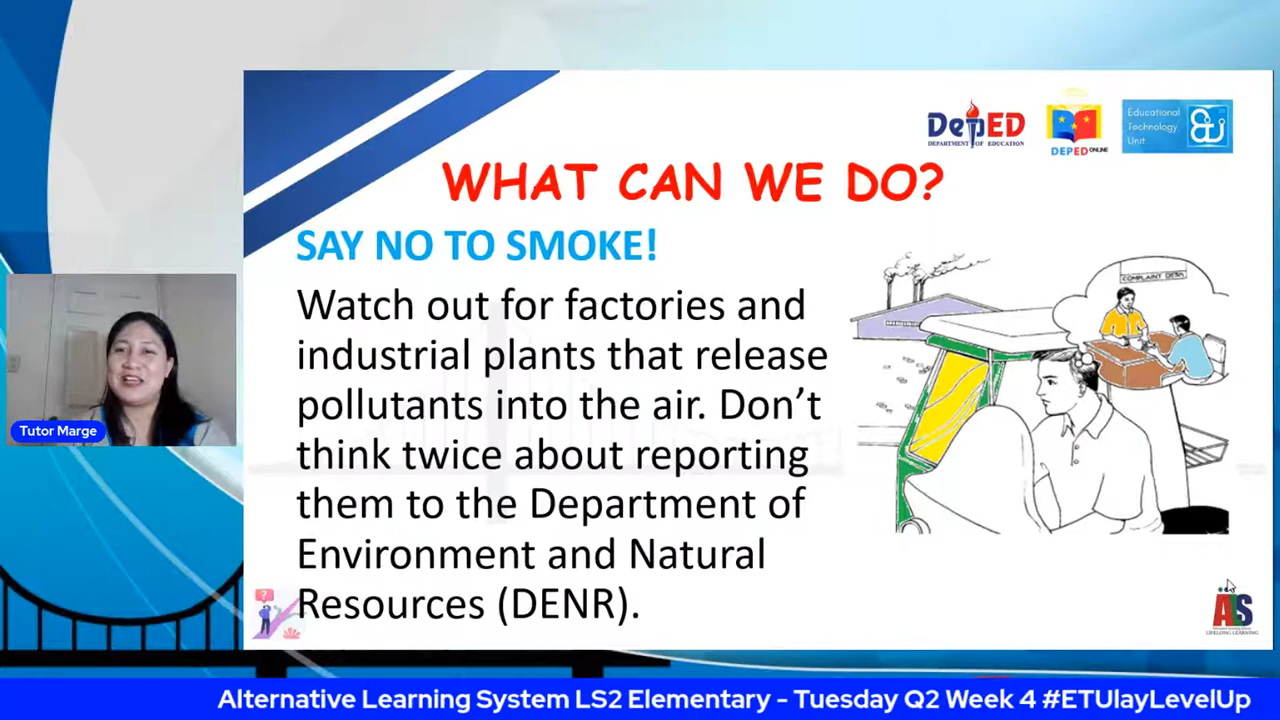 DepED
DEPARTMENT OF EDUCATION
DEPED ONLINE
Educational
Technology
Unit
WHAT CAN WE DO?
SAY NO TO SMOKE!
Watch out for factories and
industrial plants that release
pollutants into the air. Don't
think twice about reporting
them to the Department of
Environment and Natural
Resources (DENR).
COMPLAINT DESK
Tutor Marge
ALS
LIFELONG LEARNING
Alternative Learning System LS2 Elementary - Tuesday Q2 Week 4 #ETUlayLevelUp